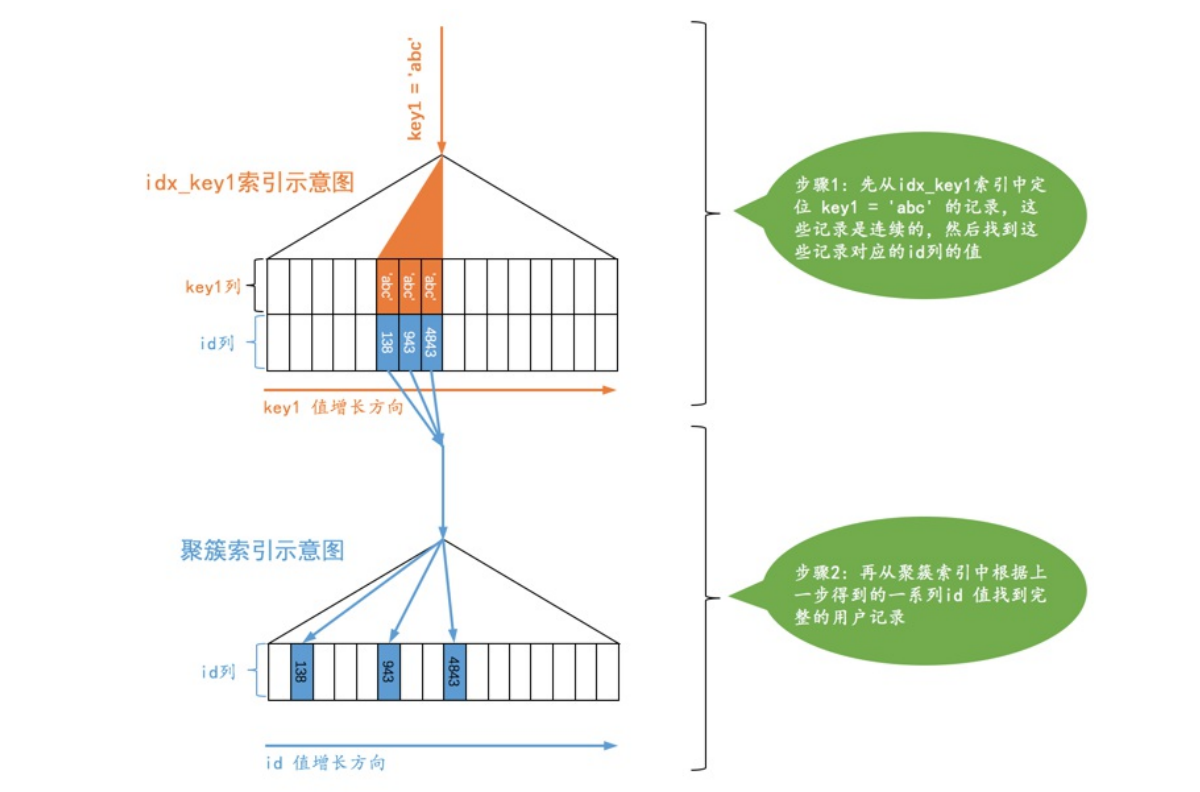 key1 = 'abc'
idx_key1索引示意图
key1列
'abc'
'abc'
'abc'
id列
138
943
4843
key1 值增长方向
步骤1: 先从idx_key1索引中定
位 key1 = 'abc' 的记录, 这
些记录是连续的, 然后找到这
些记录对应的id列的值
聚簇索引示意图
id列
138
943
4843
id 值增长方向
步骤2: 再从聚簇索引中根据上
一步得到的一系列id 值找到完
整的用户记录